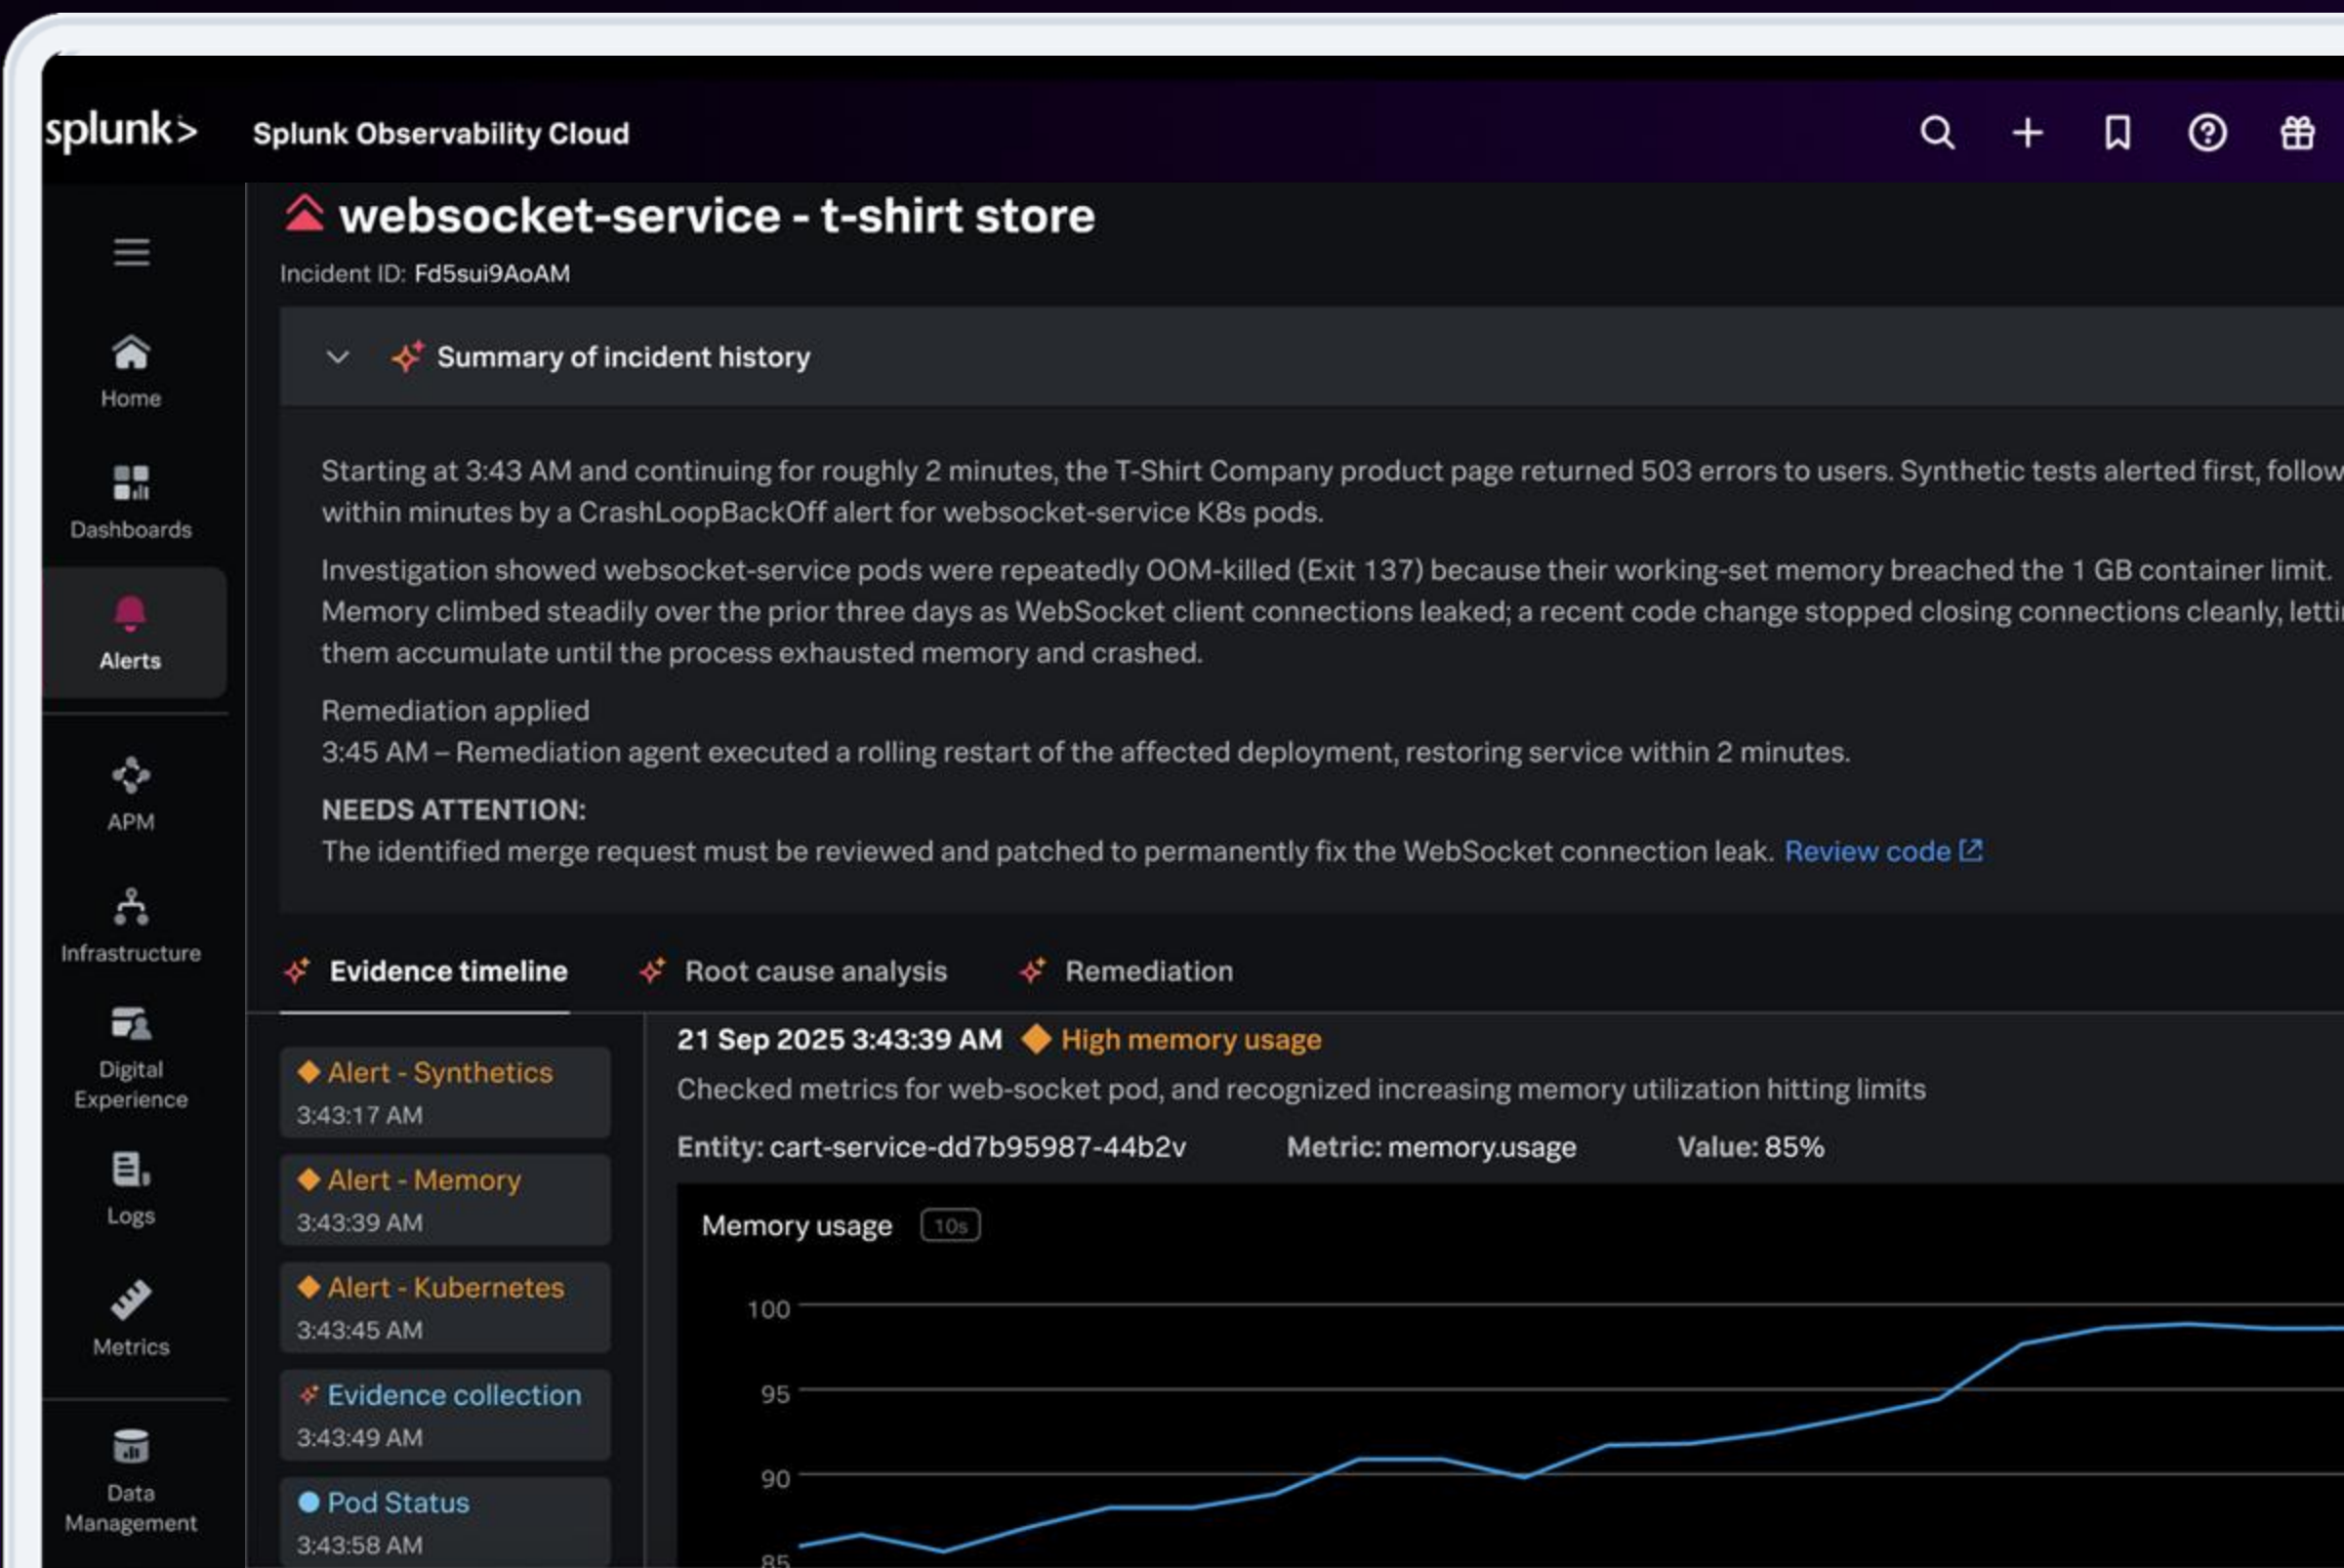 splunk>
Splunk Observability Cloud
websocket-service - t-shirt store
Incident ID: Fd5sui9AoAM
Home
Dashboards
Alerts
APM
Infrastructure
Digital
Experience
Logs
Metrics
Data
Management
Summary of incident history
Starting at 3:43 AM and continuing for roughly 2 minutes, the T-Shirt Company product page returned 503 errors to users. Synthetic tests alerted first, follow
within minutes by a CrashLoopBackOff alert for websocket-service K8s pods.
Investigation showed websocket-service pods were repeatedly OOM-killed (Exit 137) because their working-set memory breached the 1 GB container limit.
Memory climbed steadily over the prior three days as WebSocket client connections leaked; a recent code change stopped closing connections cleanly, letti
them accumulate until the process exhausted memory and crashed.
Remediation applied
3:45 AM – Remediation agent executed a rolling restart of the affected deployment, restoring service within 2 minutes.
NEEDS ATTENTION:
The identified merge request must be reviewed and patched to permanently fix the WebSocket connection leak. Review code
Evidence timeline
Root cause analysis
Remediation
Alert - Synthetics
3:43:17 AM
Alert - Memory
3:43:39 AM
Alert - Kubernetes
3:43:45 AM
Evidence collection
3:43:49 AM
Pod Status
3:43:58 AM
21 Sep 2025 3:43:39 AM High memory usage
Checked metrics for web-socket pod, and recognized increasing memory utilization hitting limits
Entity: cart-service-dd7b95987-44b2v Metric: memory.usage Value: 85%
Memory usage 10s
100
95
90
85